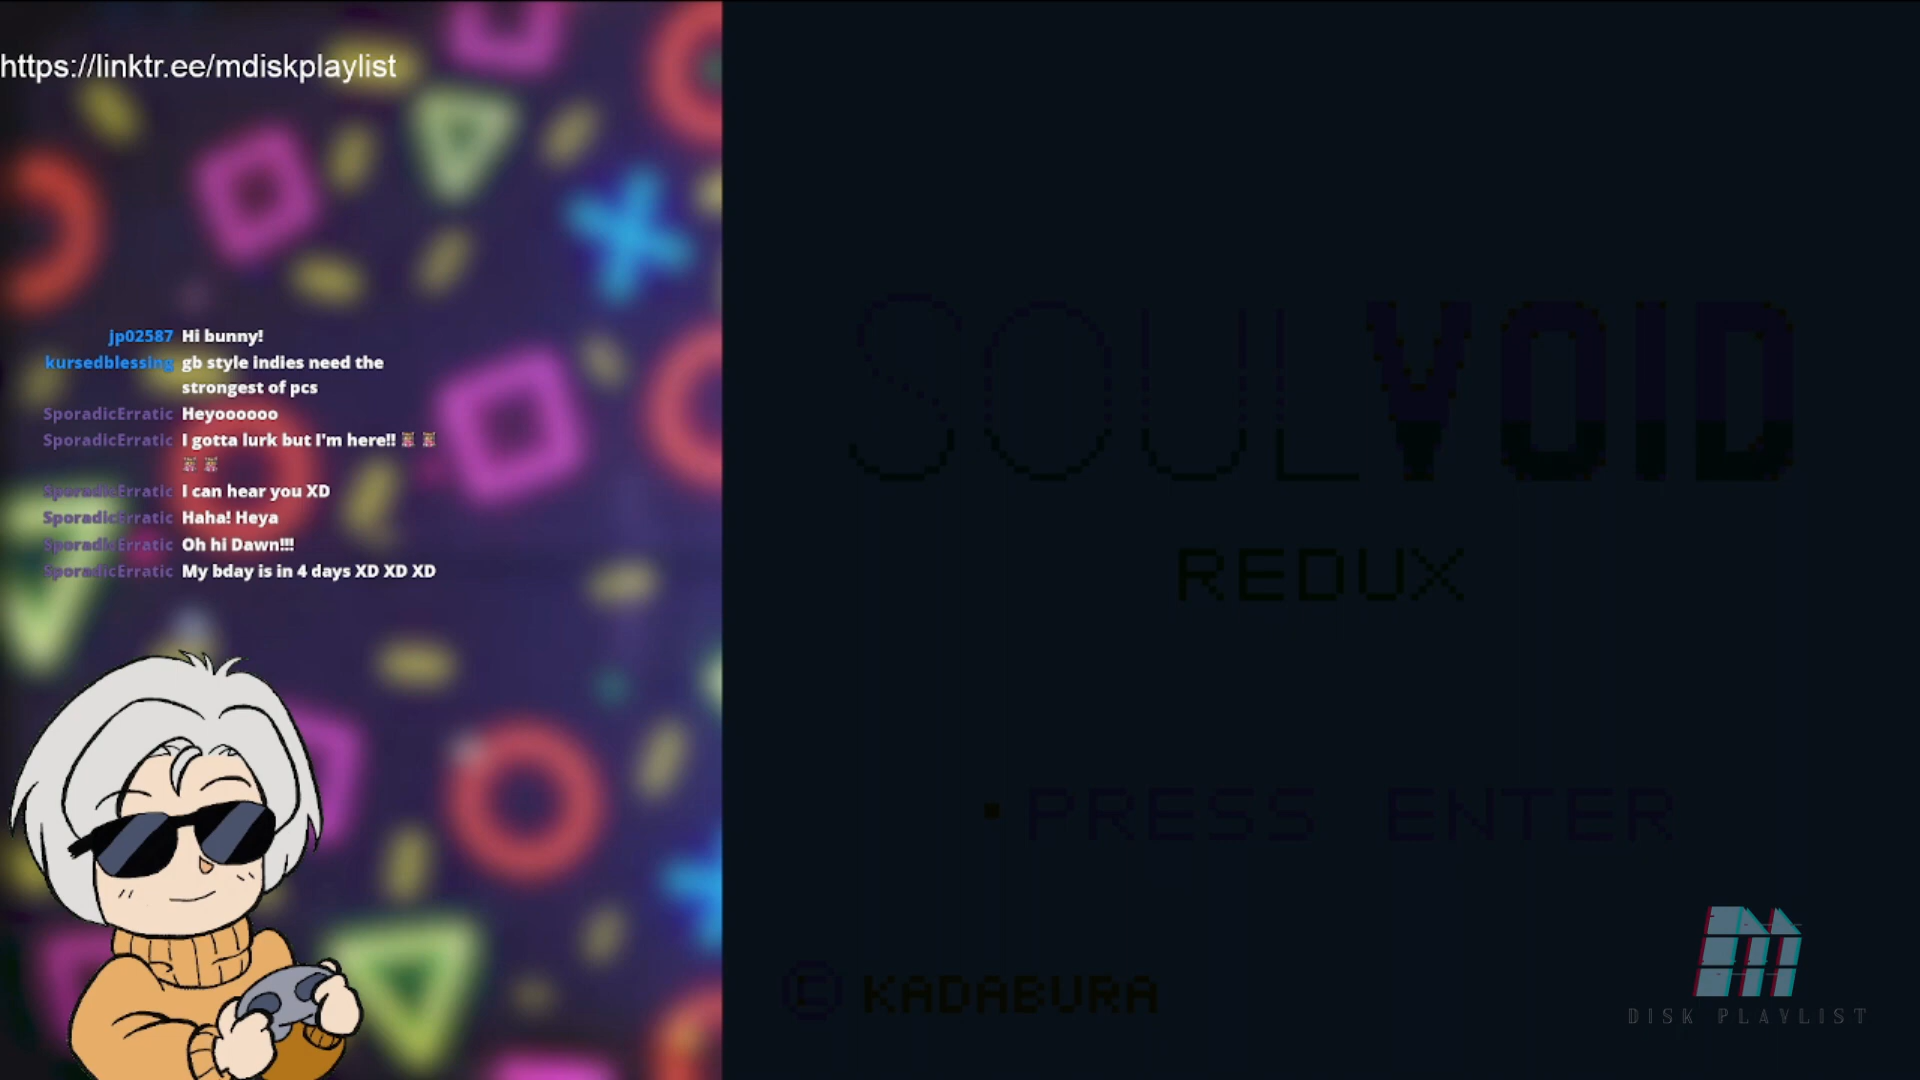 https://linktr.ee/mdiskplaylist
jp02587 Hi bunny!
kursedblessing gb style indies need the
strongest of pcs
SporadicErratic Heyoooooo
SporadicErratic I gotta lurk but I'm here!!
SporadicErratic I can hear you XD
SporadicErratic Haha! Heya
SporadicErratic Oh hi Dawn!!!
SporadicErratic My bday is in 4 days XD XD XD
SOULVOID
REDUX
PRESS ENTER
© KADABURA
M
DISK PLAYLIST